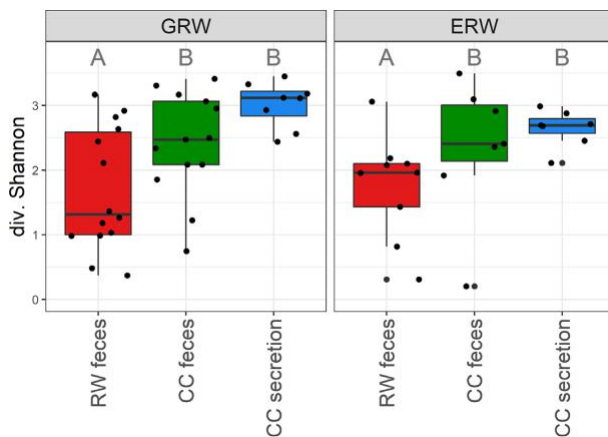 GRW
ERW
A
B
B
A
B
B
div. Shannon
3
2
1
0
RW feces
CC feces
CC secretion
RW feces
CC feces
CC secretion